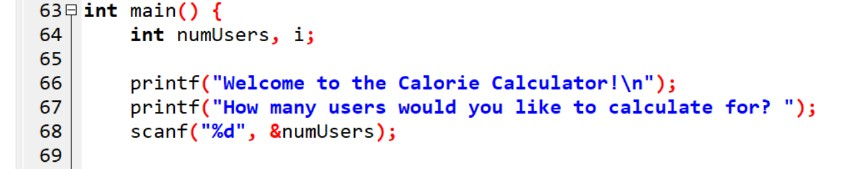 63 int main() {
64 int numUsers, i;
65
66 printf("Welcome to the Calorie Calculator!\n");
67 printf("How many users would you like to calculate for? ");
68 scanf("%d", &numUsers);
69